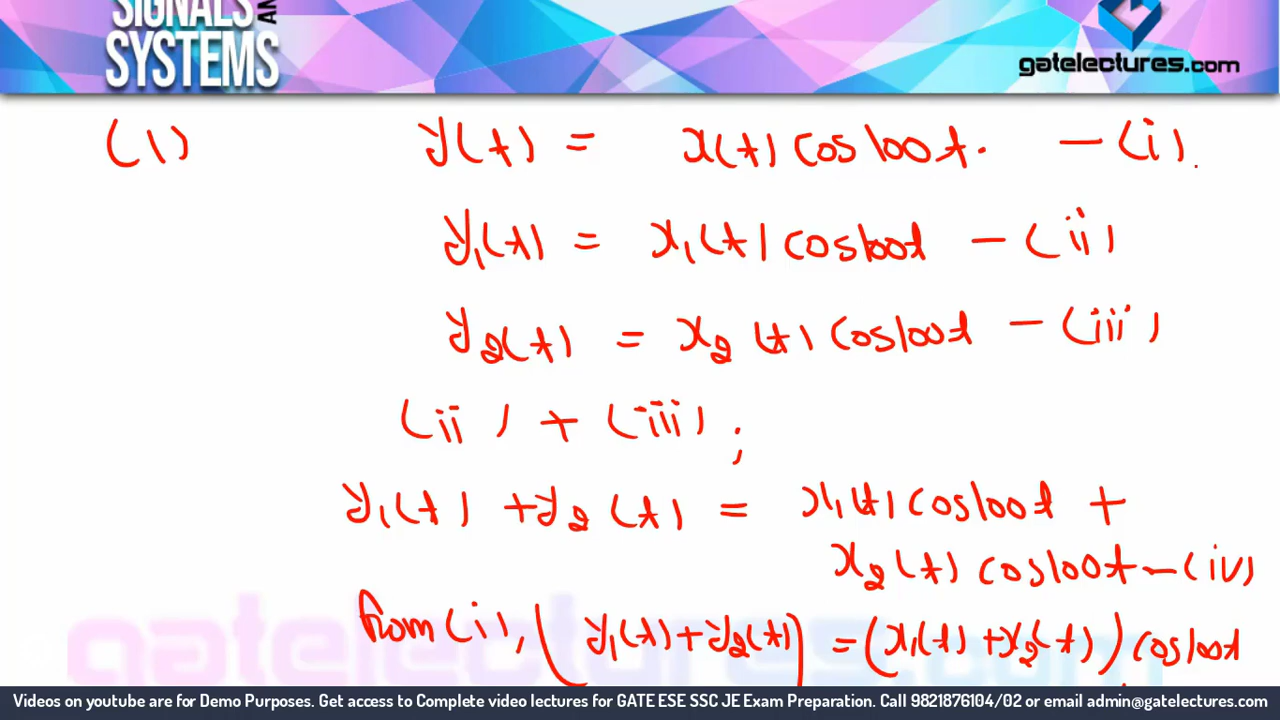 SIGNALS AND
SYSTEMS
gatelectures.com
(1) y(t) = x(t) cos100t. – (i).
y₁(t) = x₁(t) cos100t – (ii)
y₂(t) = x₂(t) cos100t – (iii)
(ii) + (iii) ;
y₁(t) + y₂(t) = x₁(t) cos100t +
x₂(t) cos100t – (iv)
from (i), (y₁(t) + y₂(t)) = (x₁(t) + x₂(t)) cos100t
gatelectures.com
Videos on youtube are for Demo Purposes. Get access to Complete video lectures for GATE ESE SSC JE Exam Preparation. Call 9821876104/02 or email admin@gatelectures.com